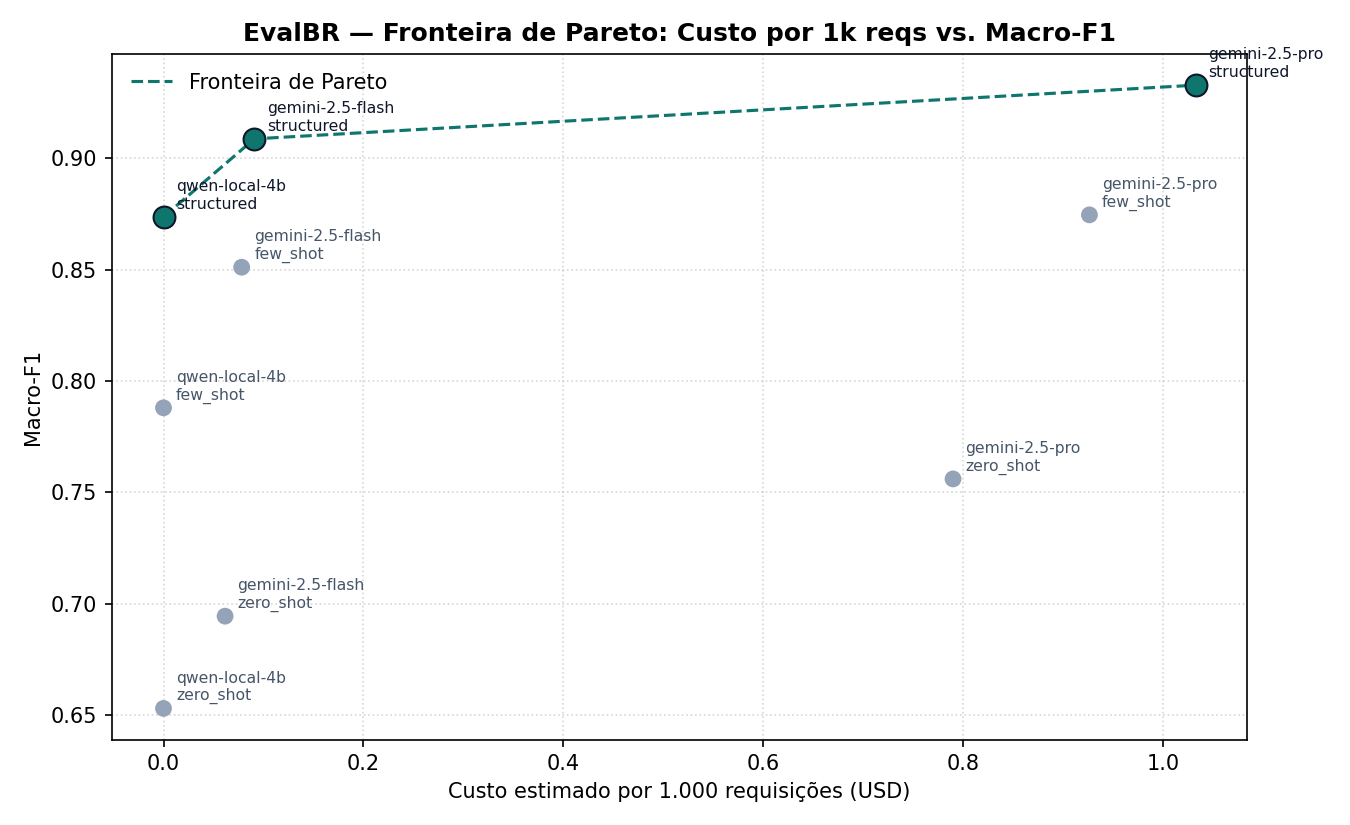 EvalBR — Fronteira de Pareto: Custo por 1k reqs vs. Macro-F1
Fronteira de Pareto
gemini-2.5-pro
structured
gemini-2.5-flash
structured
qwen-local-4b
structured
gemini-2.5-pro
few_shot
gemini-2.5-flash
few_shot
qwen-local-4b
few_shot
gemini-2.5-pro
zero_shot
gemini-2.5-flash
zero_shot
qwen-local-4b
zero_shot
Macro-F1
0.90
0.85
0.80
0.75
0.70
0.65
0.0 0.2 0.4 0.6 0.8 1.0
Custo estimado por 1.000 requisições (USD)